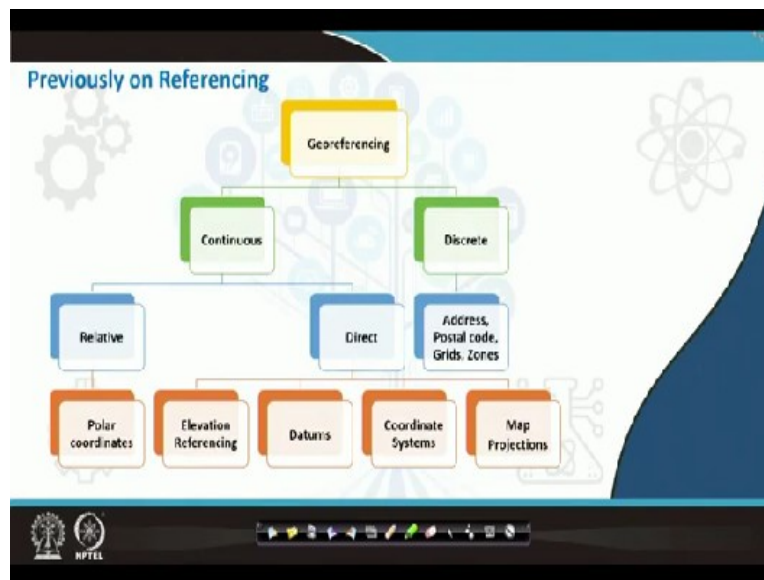 Previously on Referencing
Georeferencing
Continuous
Discrete
Relative
Direct
Address,
Postal code,
Grids, Zones
Polar
coordinates
Elevation
Referencing
Datums
Coordinate
Systems
Map
Projections
NPTEL